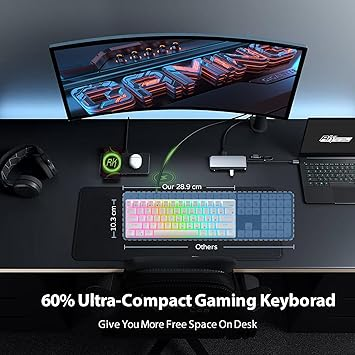 GAMING
RK
Our 28.9 cm
10.3 cm
Others
60% Ultra-Compact Gaming Keyborad
Give You More Free Space On Desk